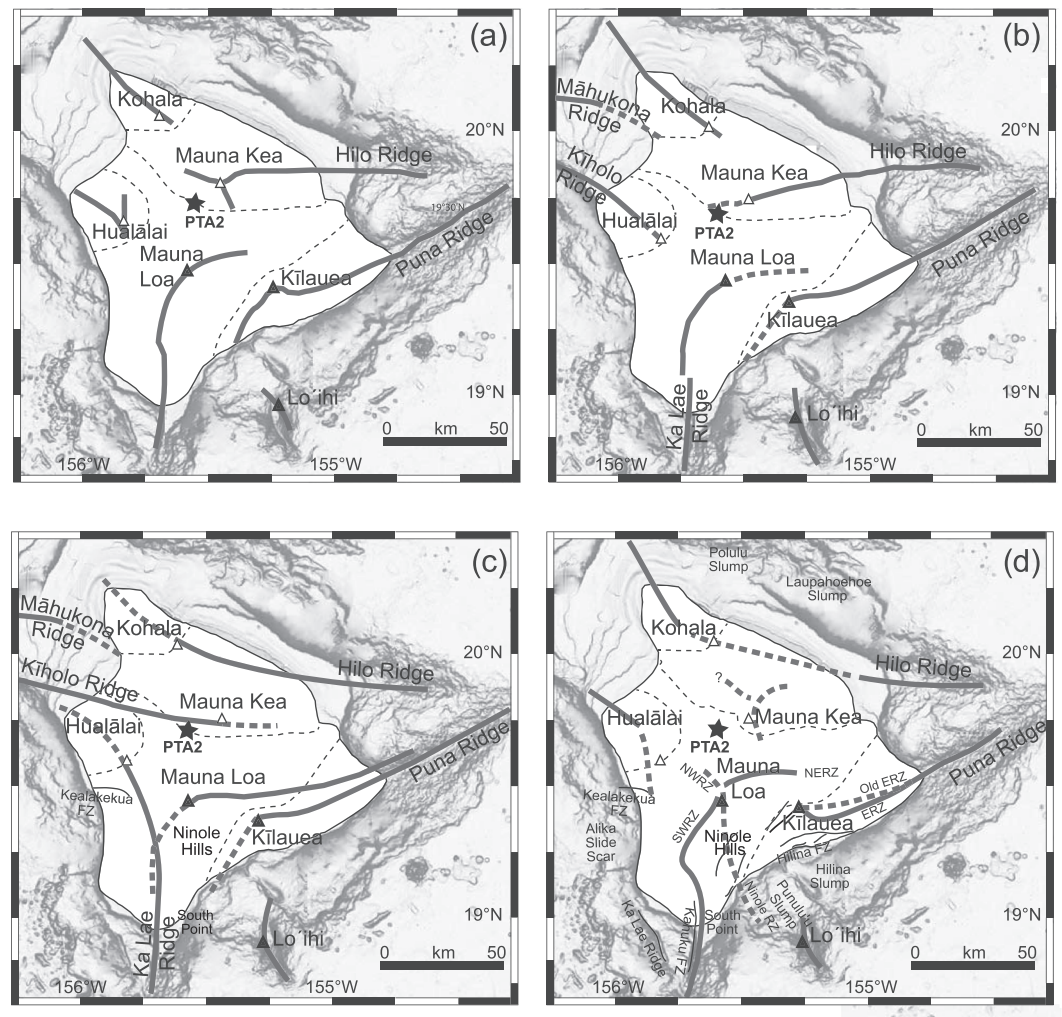 (a)
Kohala
20°N
Mauna Kea
Hilo Ridge
19°30'N
PTA2
Hualālai
Mauna
Loa
Puna Ridge
Kīlauea
19°N
Lo´ihi
0 km 50
156°W
155°W
(b)
Māhukona
Ridge
Kohala
20°N
Kīholo
Ridge
Hilo Ridge
Mauna Kea
Hualālai
PTA2
Mauna Loa
Puna Ridge
Kīlauea
Ka Lae
Ridge
19°N
Lo´ihi
0 km 50
156°W
155°W
(c)
Māhukona
Ridge
Kohala
20°N
Kīholo Ridge
Hilo Ridge
Mauna Kea
Hualālai
PTA2
Puna Ridge
Mauna Loa
Kealakekua
FZ
Ninole
Hills
Kīlauea
South
Point
19°N
Ka Lae
Ridge
Lo´ihi
0 km 50
156°W
155°W
(d)
Polulu
Slump
Laupahoehoe
Slump
Kohala
20°N
Hilo Ridge
?
Hualālai
Mauna Kea
PTA2
Puna Ridge
Mauna
Loa
NWRZ
NERZ
Old ERZ
ERZ
Kealakekua
FZ
SWRZ
Kīlauea
Alika
Slide
Scar
Ninole
Hills
Hilina FZ
Hilina
Slump
Ninole RZ
Punulu'u
Slump
South
Point
19°N
Ka Lae Ridge
Kahuku FZ
Lo´ihi
0 km 50
156°W
155°W